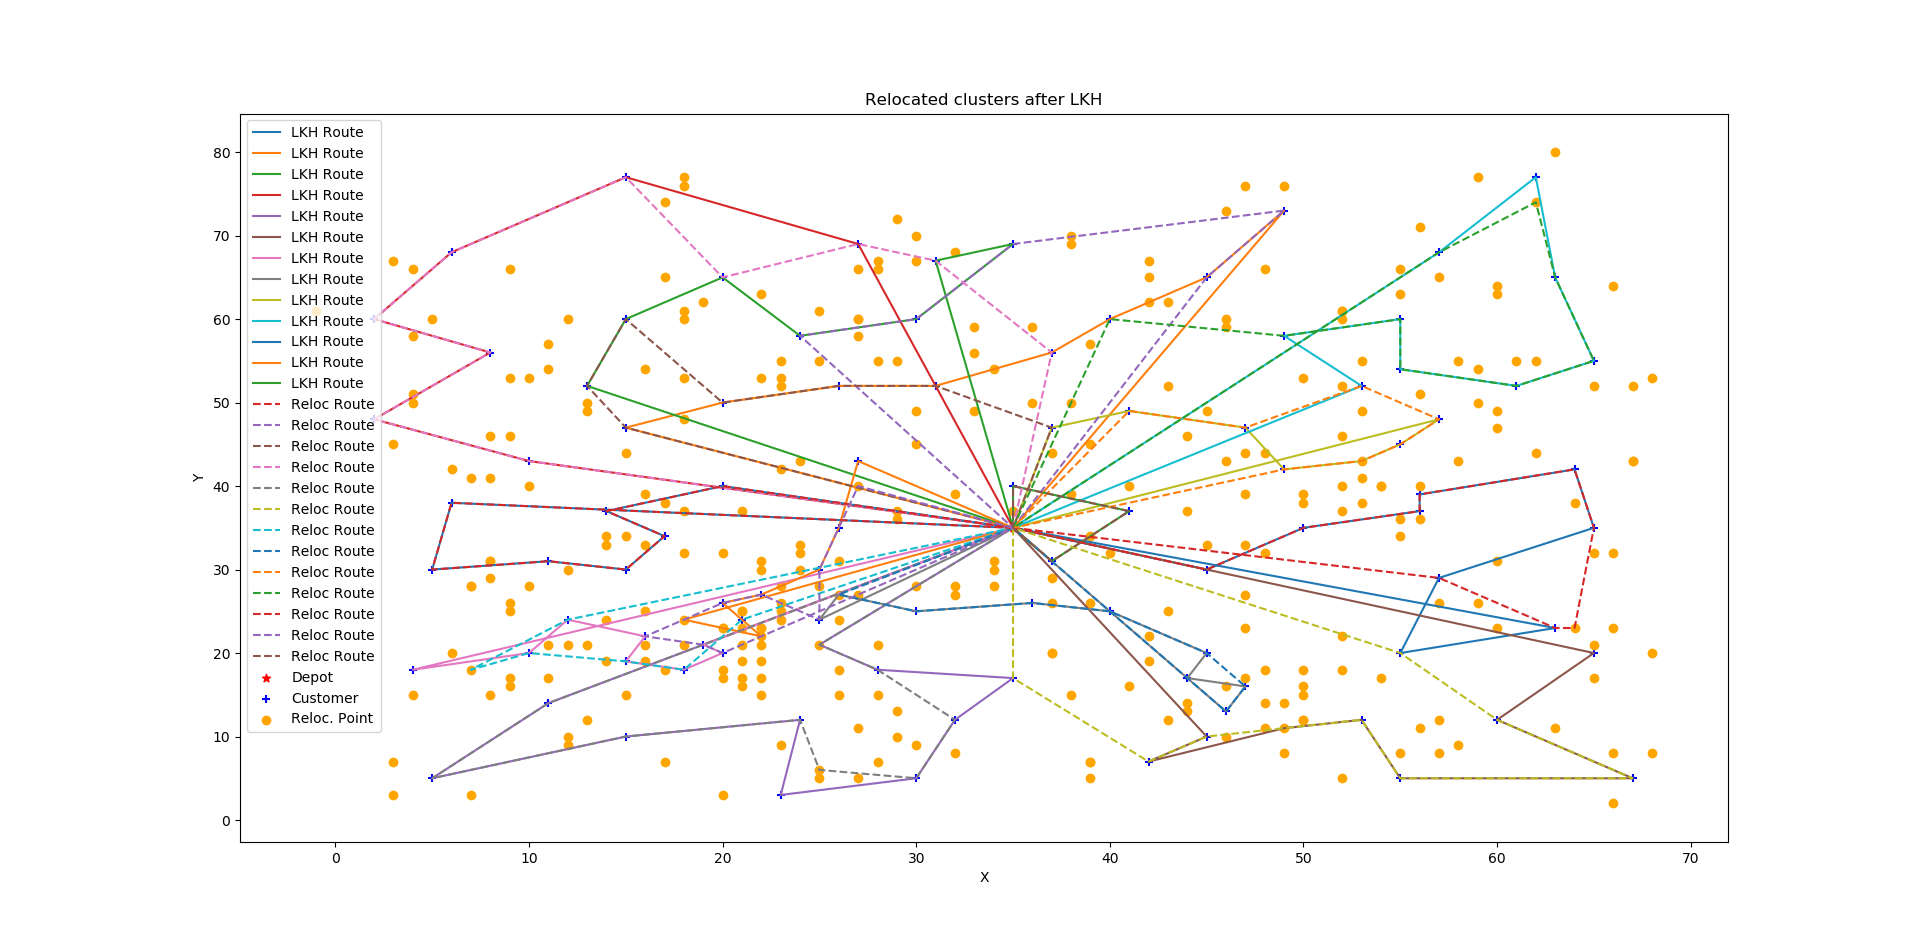 Relocated clusters after LKH
LKH Route
LKH Route
LKH Route
LKH Route
LKH Route
LKH Route
LKH Route
LKH Route
LKH Route
LKH Route
LKH Route
LKH Route
LKH Route
Reloc Route
Reloc Route
Reloc Route
Reloc Route
Reloc Route
Reloc Route
Reloc Route
Reloc Route
Reloc Route
Reloc Route
Reloc Route
Reloc Route
Reloc Route
Depot
Customer
Reloc. Point
80
70
60
50
40
30
20
10
0
Y
0 10 20 30 40 50 60 70
X